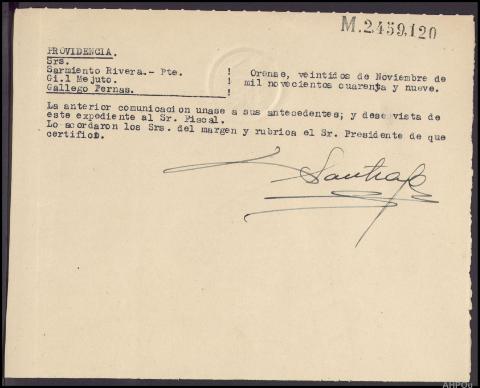 M.2459,120
PROVIDENCIA.
Srs.
Sarmiento Rivera.- Pte. !
Gi.l Mejuto. !
Gallego Pernas. !
Orense, veintidos de Noviembre de
mil novecientos cuarenta y nueve.
La anterior comunicacion unase a sus antecedentes; y dese vista de
este expediente al Sr. Fiscal.
Lo acordaron los Srs. del margen y rubrica el Sr. Presidente de que
certifico.
AHPOu